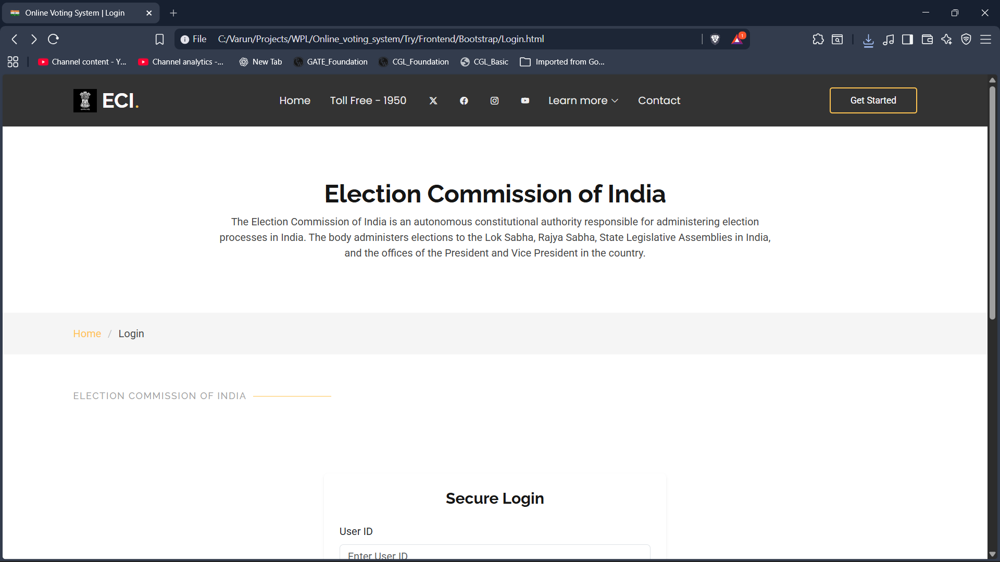 Online Voting System | Login
File C:/Varun/Projects/WPL/Online_voting_system/Try/Frontend/Bootstrap/Login.html
1
Channel content - Y...
Channel analytics -...
New Tab
GATE_Foundation
CGL_Foundation
CGL_Basic
Imported from Go...
ECI.
Home
Toll Free - 1950
Learn more
Contact
Get Started
Election Commission of India
The Election Commission of India is an autonomous constitutional authority responsible for administering election
processes in India. The body administers elections to the Lok Sabha, Rajya Sabha, State Legislative Assemblies in India,
and the offices of the President and Vice President in the country.
Home / Login
ELECTION COMMISSION OF INDIA
Secure Login
User ID
Enter User ID